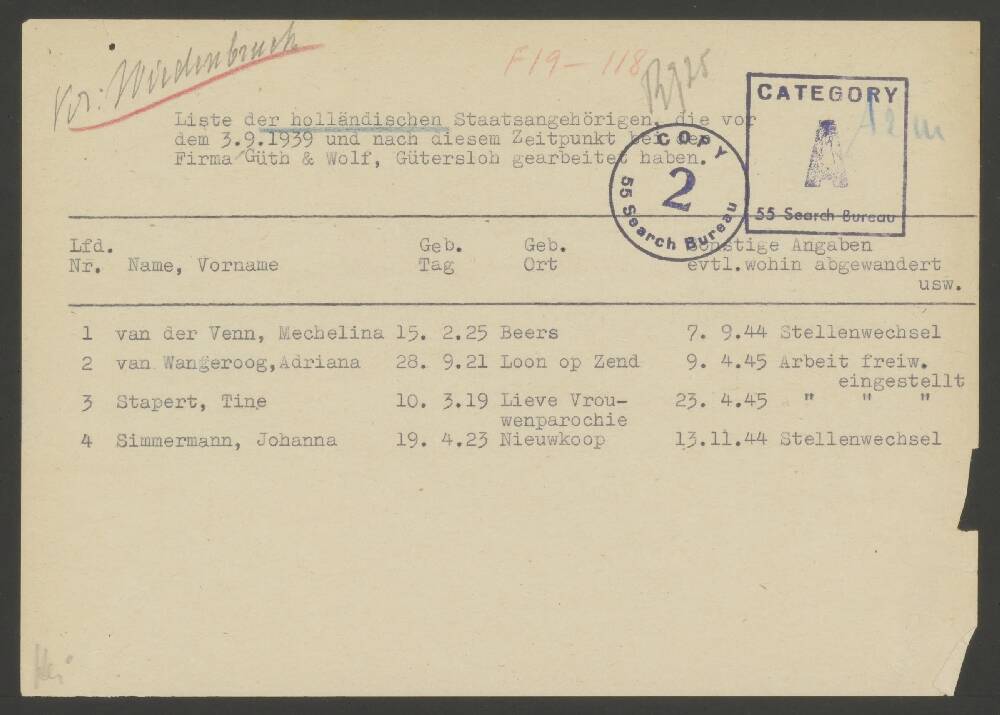 Kr: Wiedenbruck
F19-118
CATEGORY
A
55 Search Bureau
COPY
2
55 Search Bureau
Liste der holländischen Staatsangehörigen, die vor
dem 3.9.1939 und nach diesem Zeitpunkt bei der
Firma Güth & Wolf, Gütersloh gearbeitet haben.
Lfd. Geb. Geb. Sonstige Angaben
Nr. Name, Vorname Tag Ort evtl.wohin abgewandert
usw.
1 van der Venn, Mechelina 15. 2.25 Beers 7. 9.44 Stellenwechsel
2 van Wangeroog,Adriana 28. 9.21 Loon op Zend 9. 4.45 Arbeit freiw.
eingestellt
3 Stapert, Tine 10. 3.19 Lieve Vrou- 23. 4.45 " " "
wenparochie
4 Simmermann, Johanna 19. 4.23 Nieuwkoop 13.11.44 Stellenwechsel